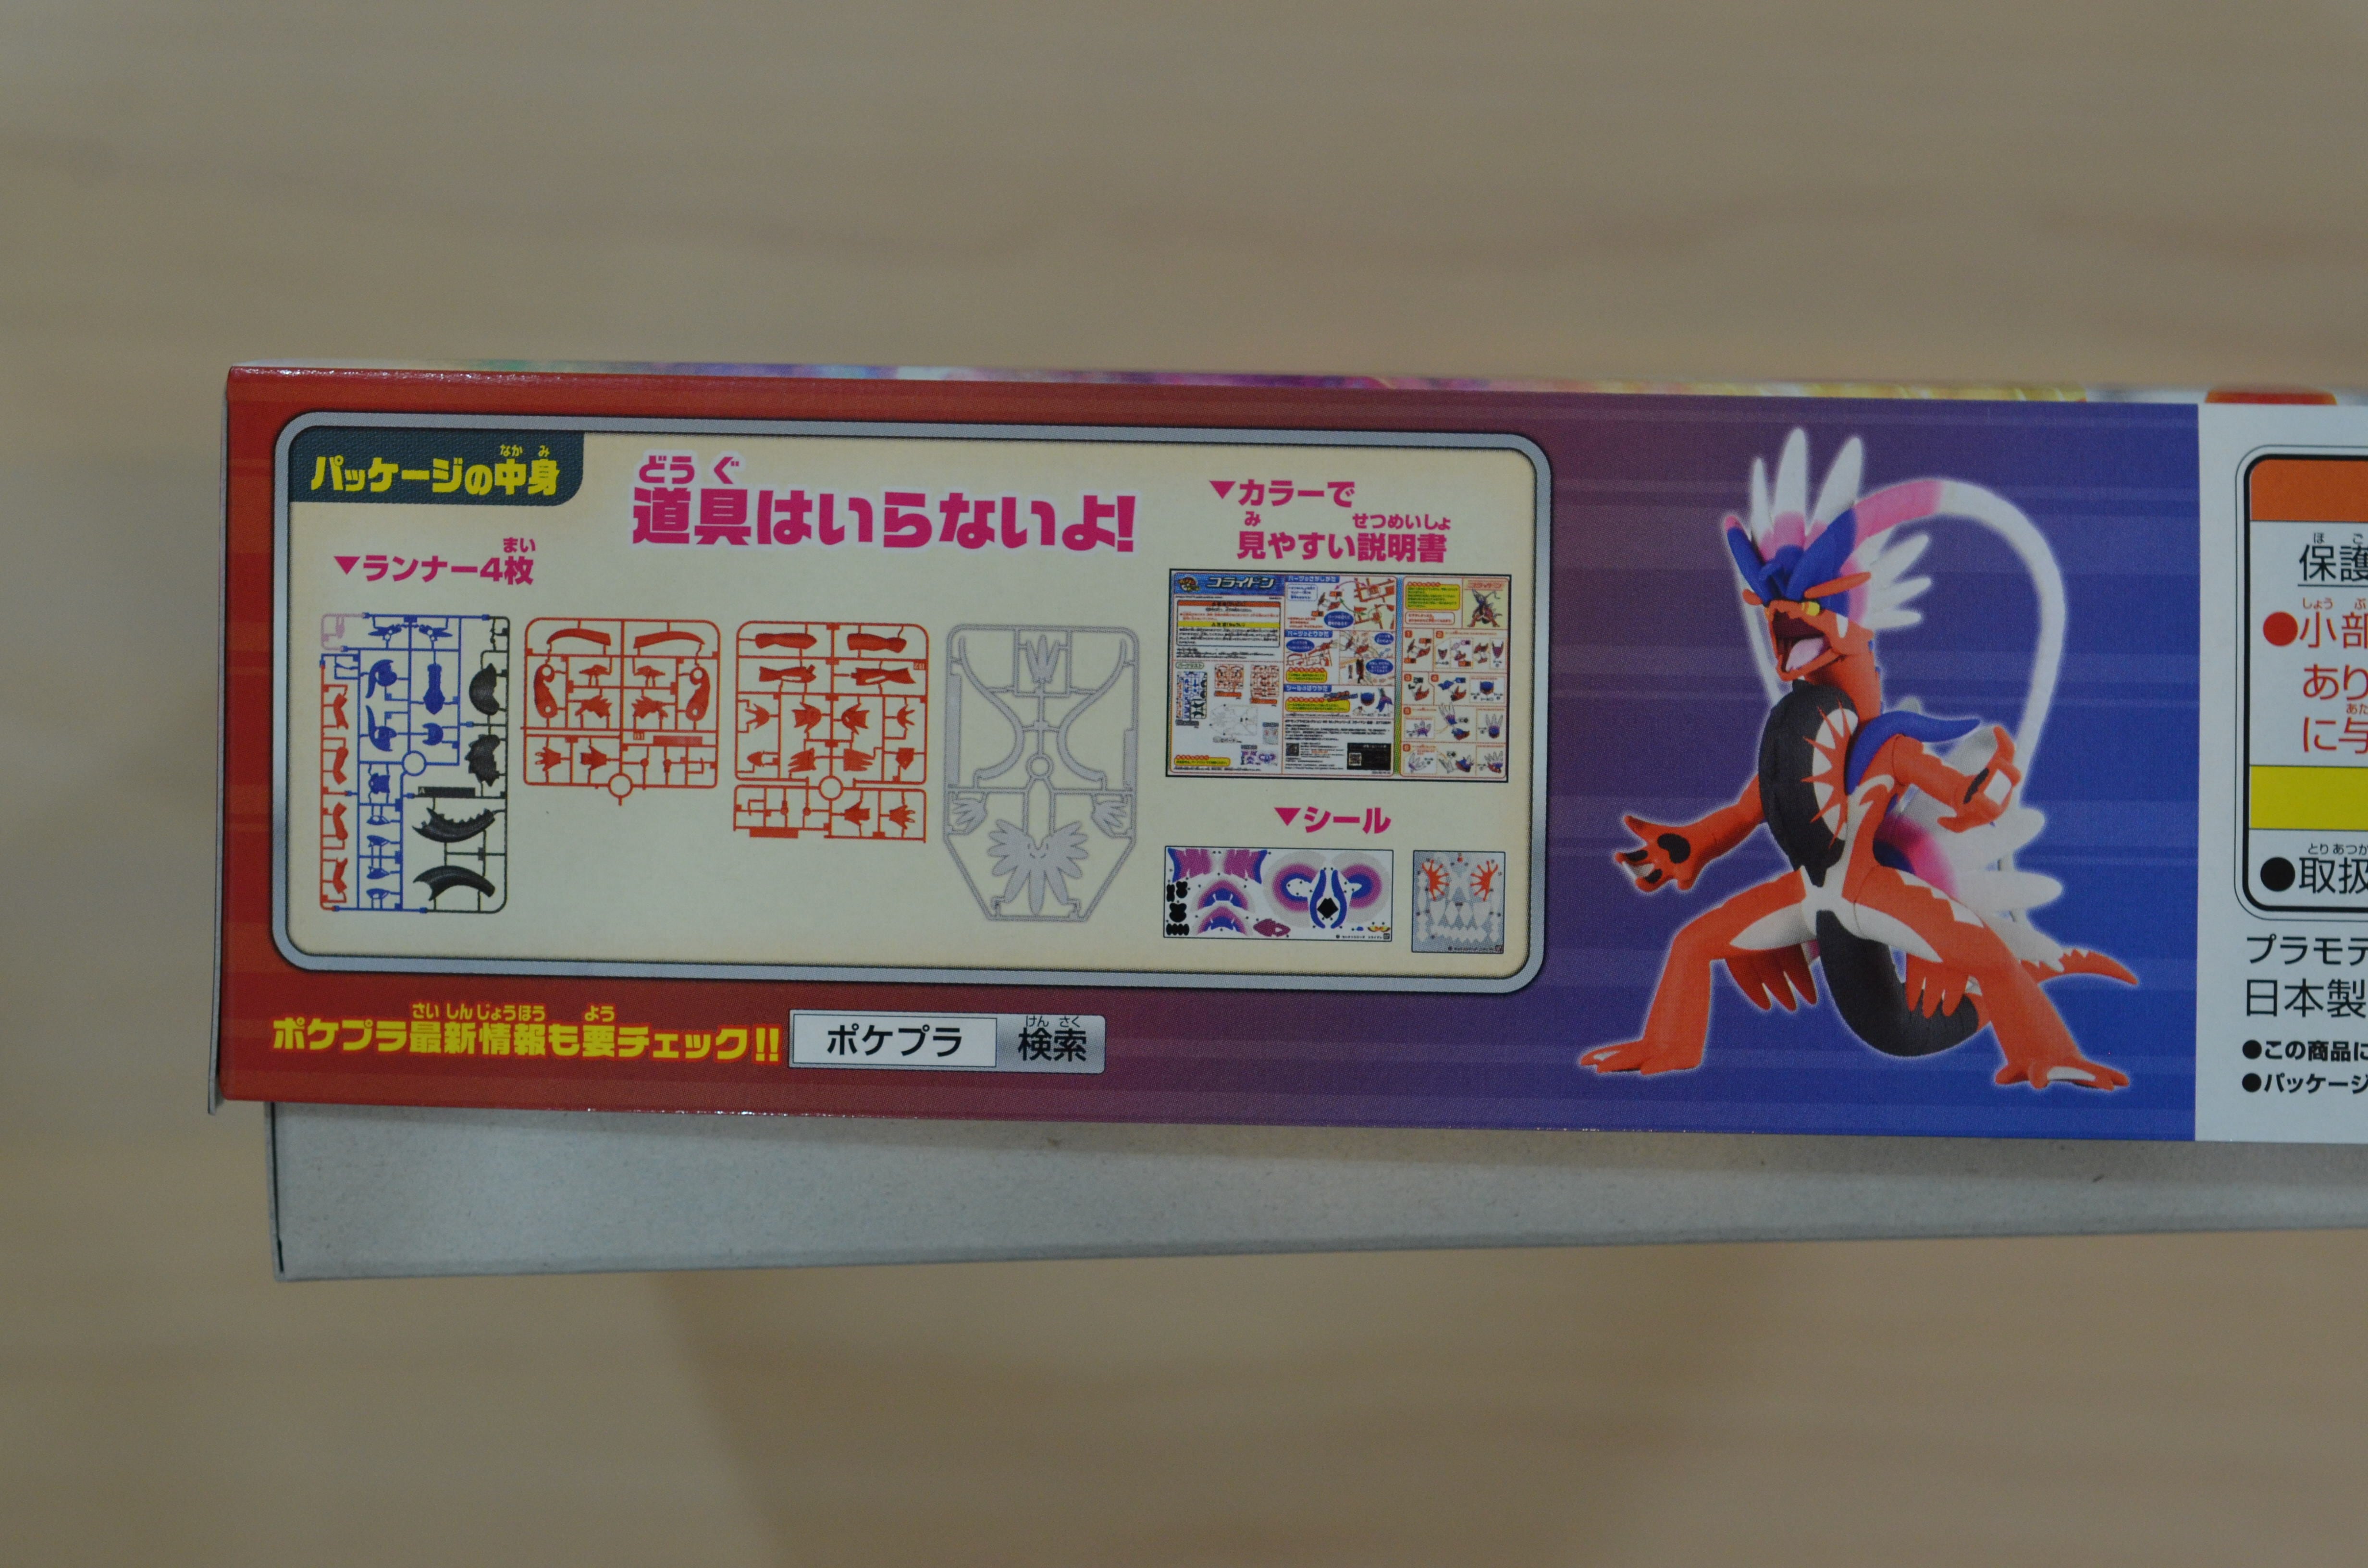 パッケージの中身
なか み
道具はいらないよ!
どう ぐ
▼ランナー4枚
まい
▼カラーで
見やすい説明書
み せつめいしょ
コライドン
▼シール
ポケプラ最新情報も要チェック!!
さい しん じょうほう よう
ポケプラ 検索
けん さく
保護
ほ ご
●小部
しょう ぶ
あり
に与
あた
●取扱
とり あつか
プラモデ
日本製
●この商品に
●パッケージ